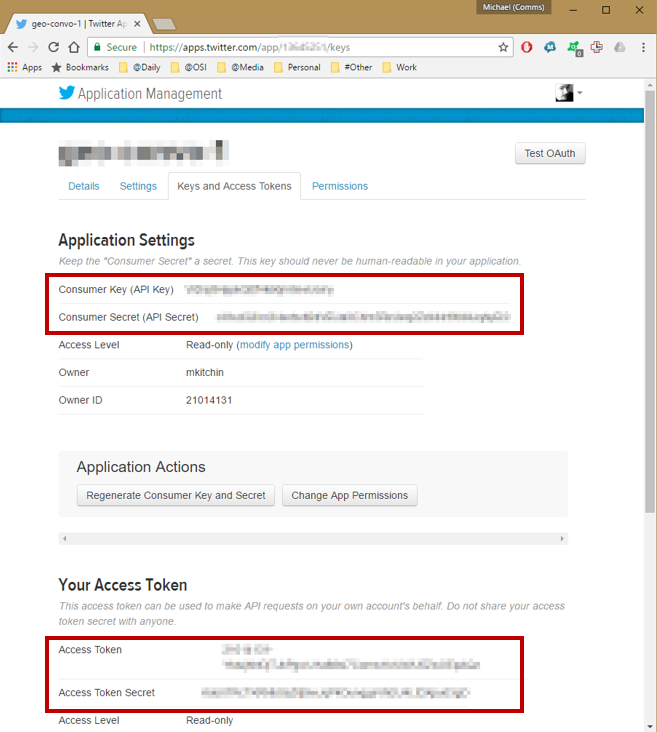 Michael (Comms)
geo-convo-1 | Twitter Ap
Secure https://apps.twitter.com/app/ /keys
Apps Bookmarks @Daily @OSI @Media Personal #Other Work
0
Application Management
Test OAuth
Details Settings Keys and Access Tokens Permissions
Application Settings
Keep the "Consumer Secret" a secret. This key should never be human-readable in your application.
Consumer Key (API Key)
Consumer Secret (API Secret)
Access Level Read-only (modify app permissions)
Owner mkitchin
Owner ID 21014131
Application Actions
Regenerate Consumer Key and Secret Change App Permissions
Your Access Token
This access token can be used to make API requests on your own account's behalf. Do not share your access
token secret with anyone.
Access Token
Access Token Secret
Access Level Read-only